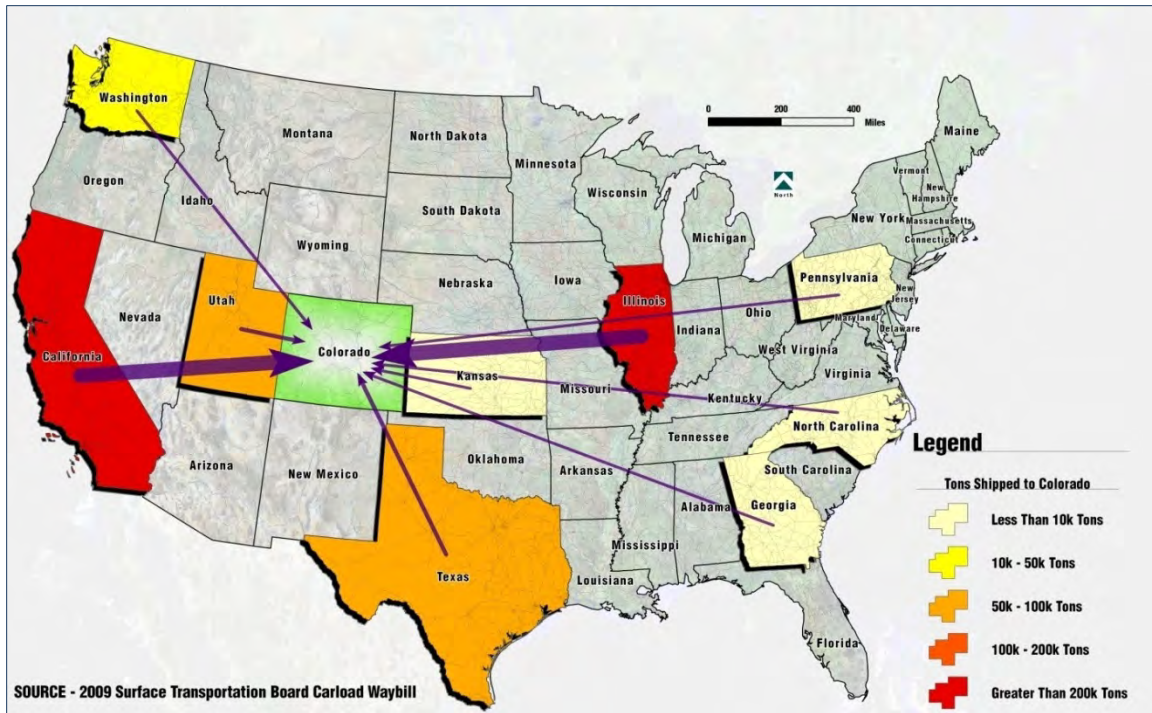 Washington
Montana
North Dakota
Minnesota
Maine
Oregon
Idaho
South Dakota
Wisconsin
Vermont
New
Hampshire
New York
Massachusetts
Connecticut
Wyoming
Michigan
Nebraska
Iowa
Pennsylvania
New
Jersey
Nevada
Utah
Illinois
Indiana
Ohio
Maryland
Delaware
California
Colorado
Kansas
Missouri
West Virginia
Virginia
Kentucky
North Carolina
Tennessee
Arizona
New Mexico
Oklahoma
Arkansas
South Carolina
Alabama
Georgia
Mississippi
Texas
Louisiana
Florida
0 200 400
Miles
North
Legend
Tons Shipped to Colorado
Less Than 10k Tons
10k - 50k Tons
50k - 100k Tons
100k - 200k Tons
Greater Than 200k Tons
SOURCE - 2009 Surface Transportation Board Carload Waybill